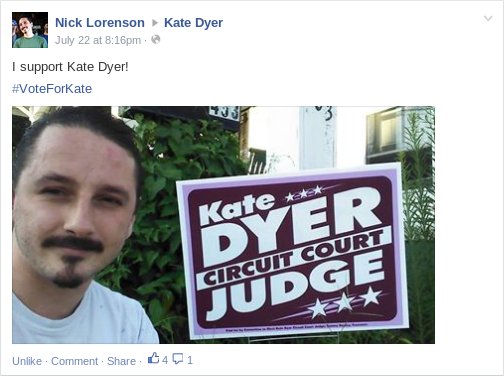 Nick Lorenson ▸ Kate Dyer
July 22 at 8:16pm ·
I support Kate Dyer!
#VoteForKate
Kate
DYER
CIRCUIT COURT
JUDGE
Unlike · Comment · Share · 4 1